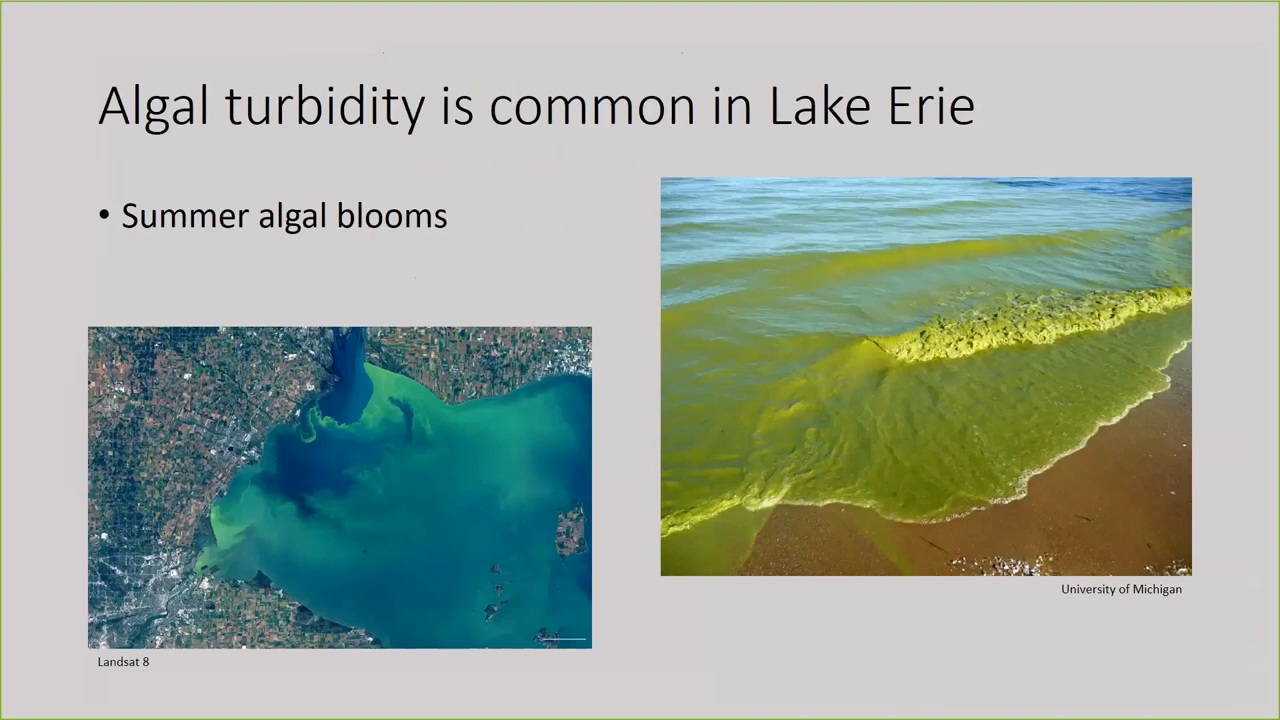 Algal turbidity is common in Lake Erie
• Summer algal blooms
University of Michigan
Landsat 8